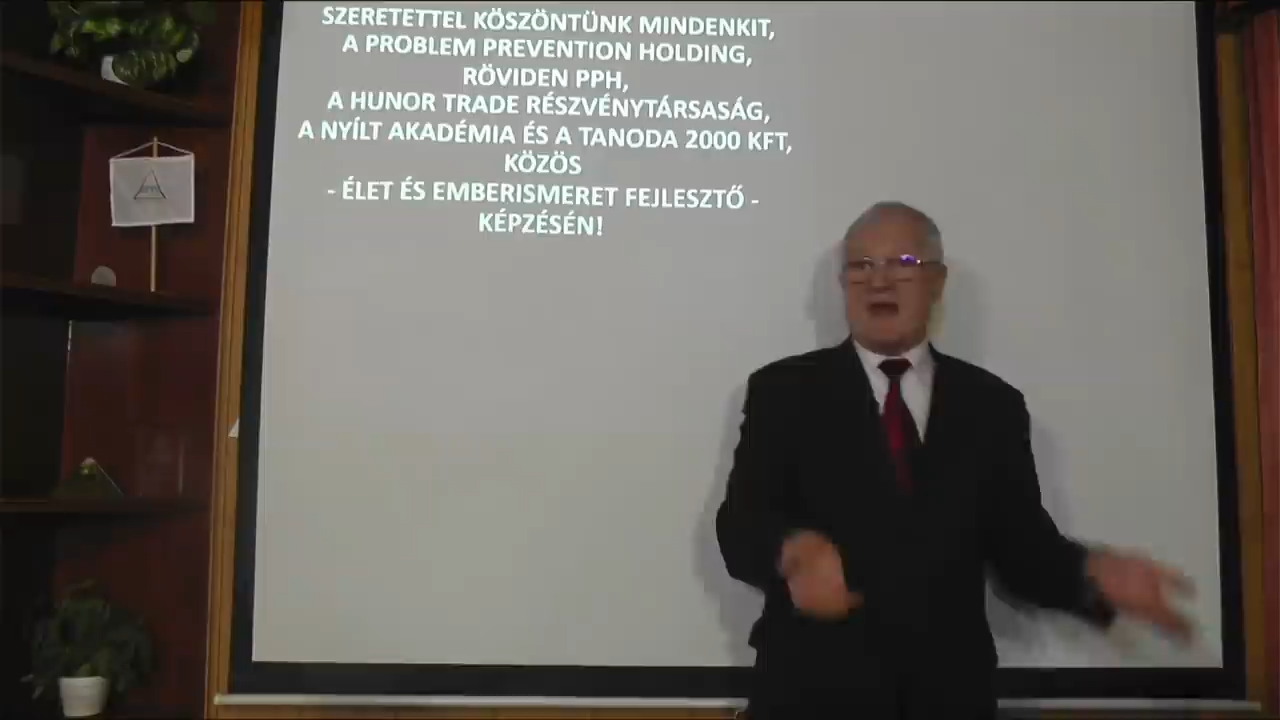 SZERETETTEL KÖSZÖNTÜNK MINDENKIT,
A PROBLEM PREVENTION HOLDING,
RÖVIDEN PPH,
A HUNOR TRADE RÉSZVÉNYTÁRSASÁG,
A NYÍLT AKADÉMIA ÉS A TANODA 2000 KFT,
KÖZÖS
- ÉLET ÉS EMBERISMERET FEJLESZTŐ -
KÉPZÉSÉN!